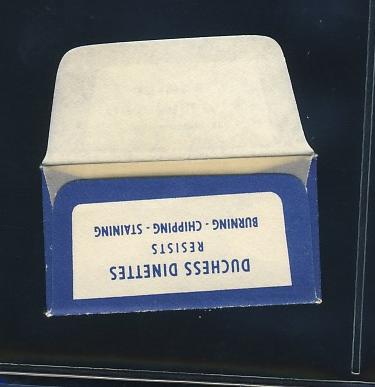 DUCHESS DINETTES
RESISTS
BURNING - CHIPPING - STAINING